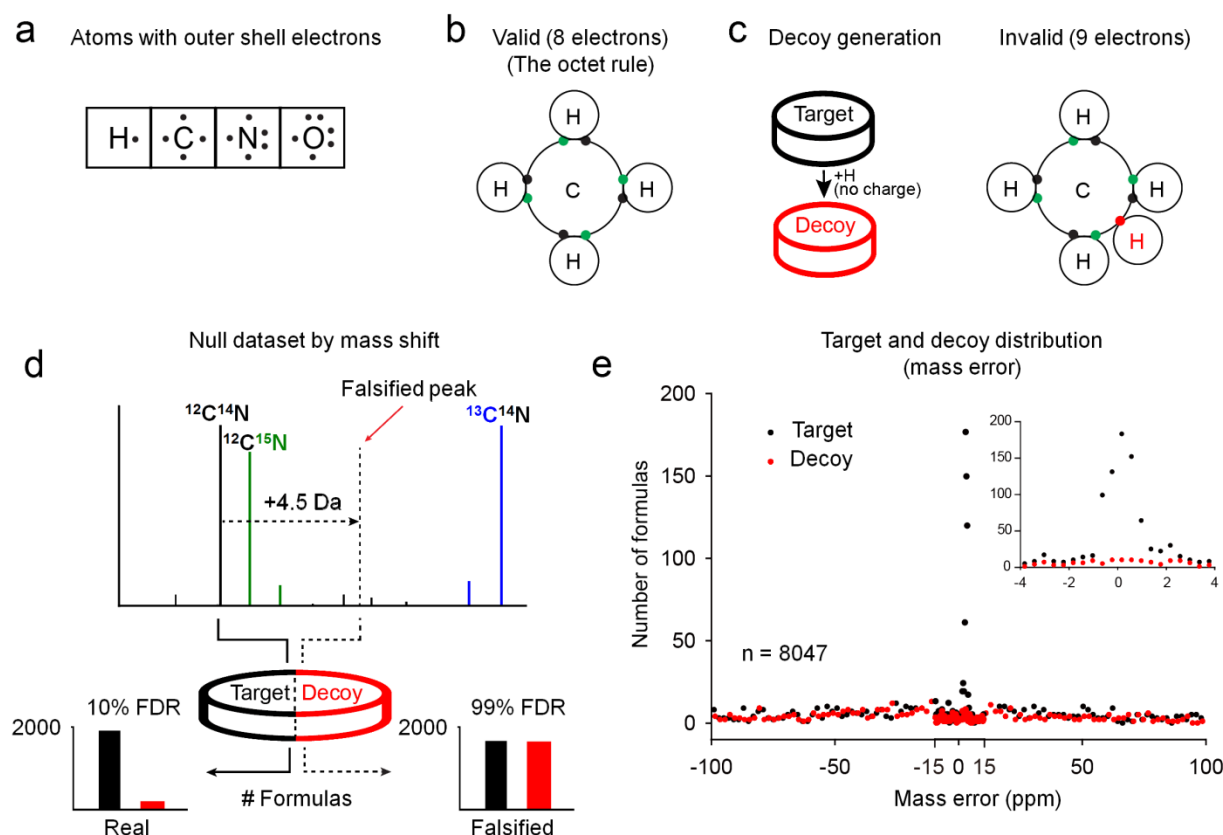 a
Atoms with outer shell electrons
H
C
N
O
b
Valid (8 electrons)
(The octet rule)
H
H
C
H
H
c
Decoy generation
Target
+H
(no charge)
Decoy
Invalid (9 electrons)
H
H
C
H
H
H
d
Null dataset by mass shift
Falsified peak
¹²C¹⁴N
¹²C¹⁵N
¹³C¹⁴N
+4.5 Da
Target
Decoy
10% FDR
2000
Real
# Formulas
99% FDR
2000
Falsified
e
Target and decoy distribution
(mass error)
Number of formulas
200
150
100
50
0
Target
Decoy
n = 8047
200
150
100
50
0
-4
-2
0
2
4
-100
-50
-15
0
15
50
100
Mass error (ppm)